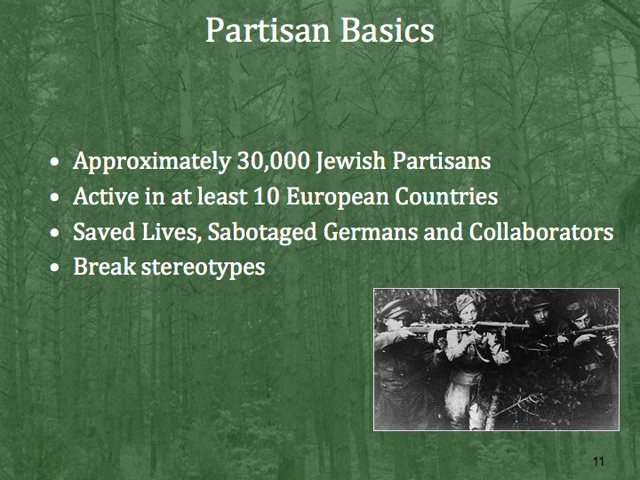 Partisan Basics
• Approximately 30,000 Jewish Partisans
• Active in at least 10 European Countries
• Saved Lives, Sabotaged Germans and Collaborators
• Break stereotypes
11